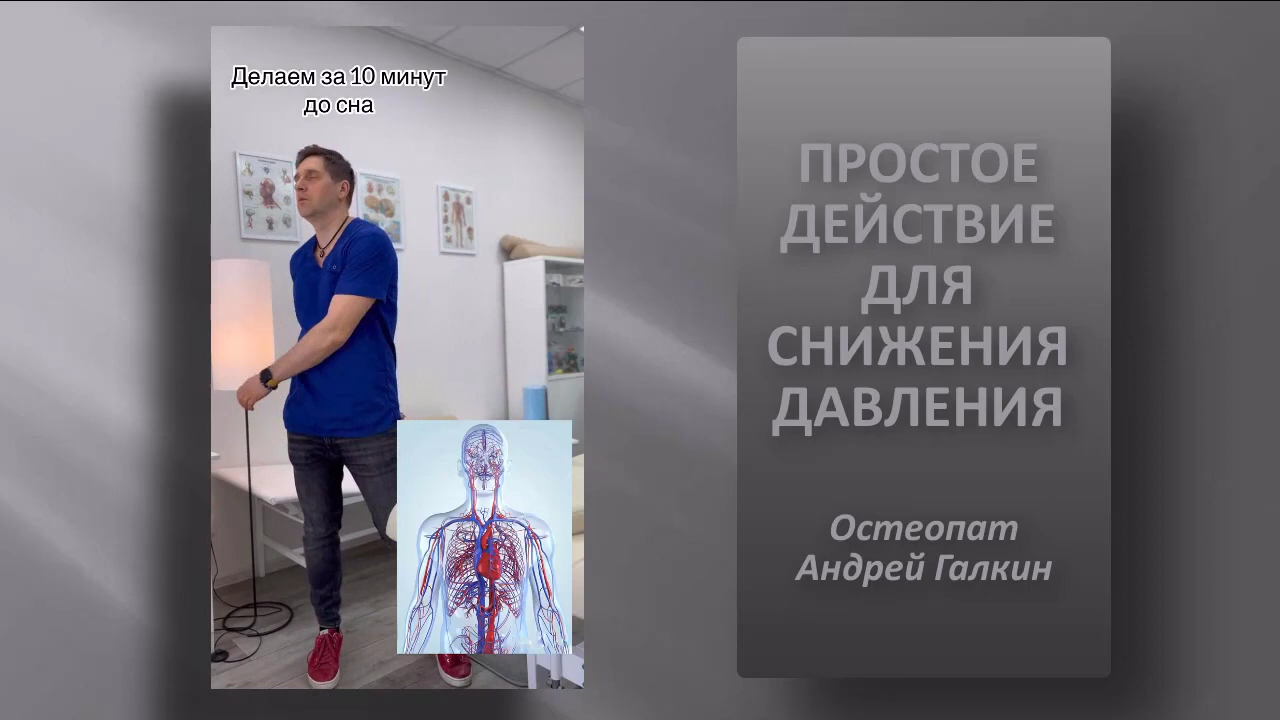 Делаем за 10 минут
до сна
ПРОСТОЕ
ДЕЙСТВИЕ
ДЛЯ
СНИЖЕНИЯ
ДАВЛЕНИЯ
Остеопат
Андрей Галкин